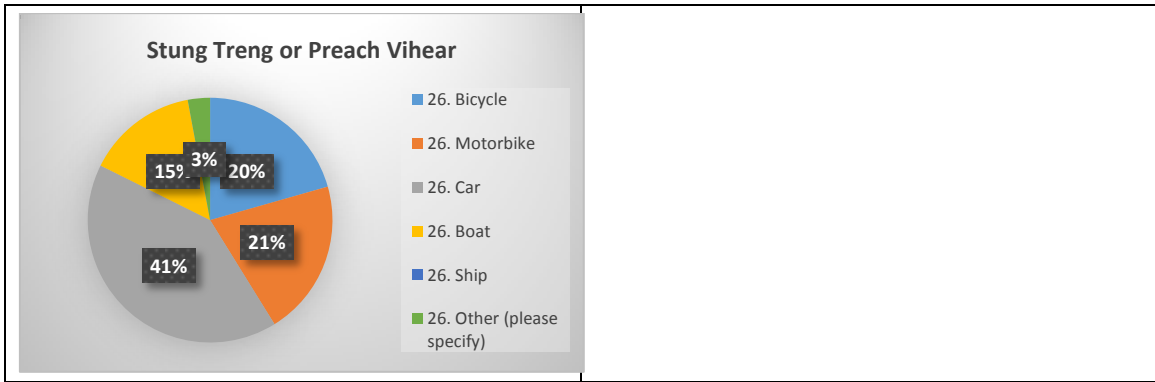 Stung Treng or Preach Vihear
3%
15%
20%
21%
41%
26. Bicycle
26. Motorbike
26. Car
26. Boat
26. Ship
26. Other (please
specify)